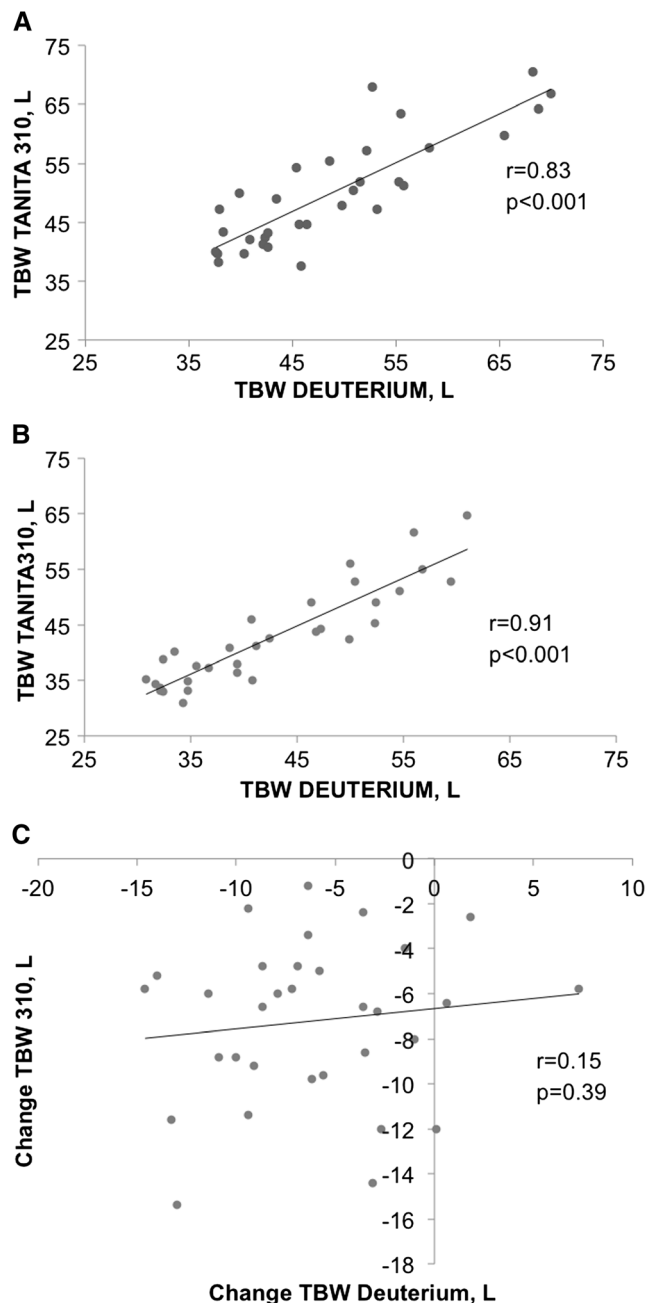 A
75
65
55
45
35
25
TBW TANITA 310, L
r=0.83
p<0.001
25 35 45 55 65 75
TBW DEUTERIUM, L
B
75
65
55
45
35
25
TBW TANITA310, L
r=0.91
p<0.001
25 35 45 55 65 75
TBW DEUTERIUM, L
C
0
-20 -15 -10 -5 0 5 10
-2
-4
-6
-8
-10
-12
-14
-16
-18
Change TBW 310, L
r=0.15
p=0.39
Change TBW Deuterium, L